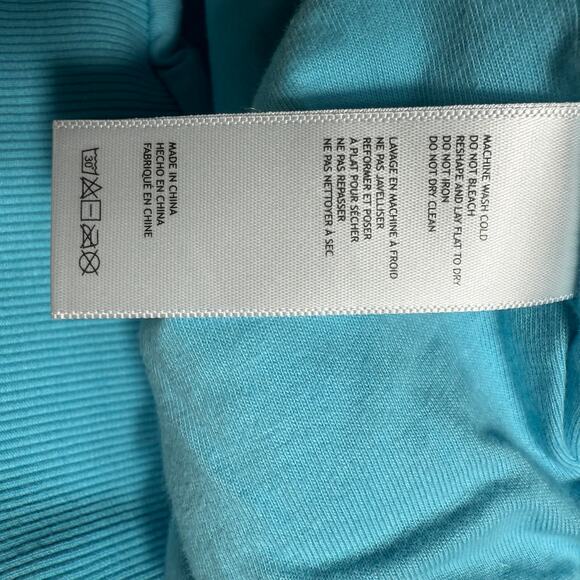 MACHINE WASH COLD
DO NOT BLEACH
RESHAPE AND LAY FLAT TO DRY
DO NOT IRON
DO NOT DRY CLEAN
LAVAGE EN MACHINE À FROID
NE PAS JAVELLISER
REFORMER ET POSER
À PLAT POUR SÉCHER
NE PAS REPASSER
NE PAS NETTOYER À SEC
MADE IN CHINA
HECHO EN CHINA
FABRIQUÉ EN CHINE
30°